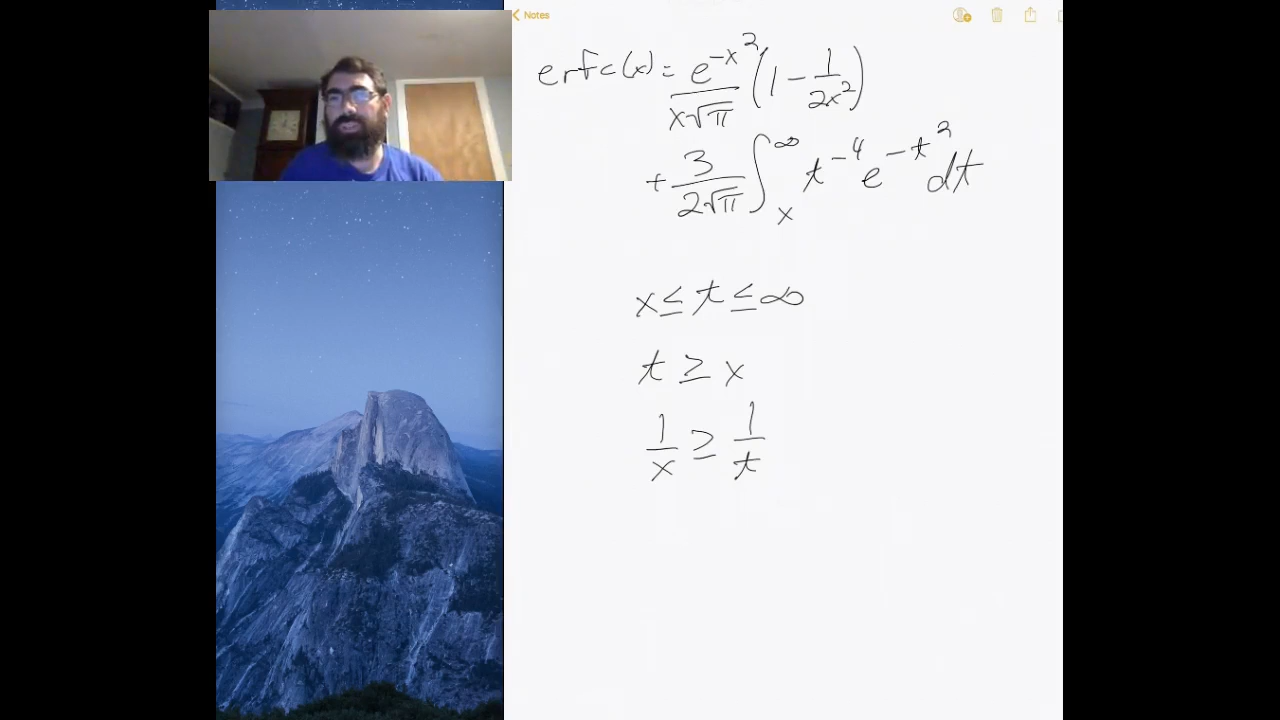 Notes
erfc(x) = e^{-x^2}/(x√π) (1 - 1/(2x^2))
+ 3/(2√π) ∫_x^∞ t^{-4} e^{-t^2} dt
x ≤ t ≤ ∞
t ≥ x
1/x ≥ 1/t